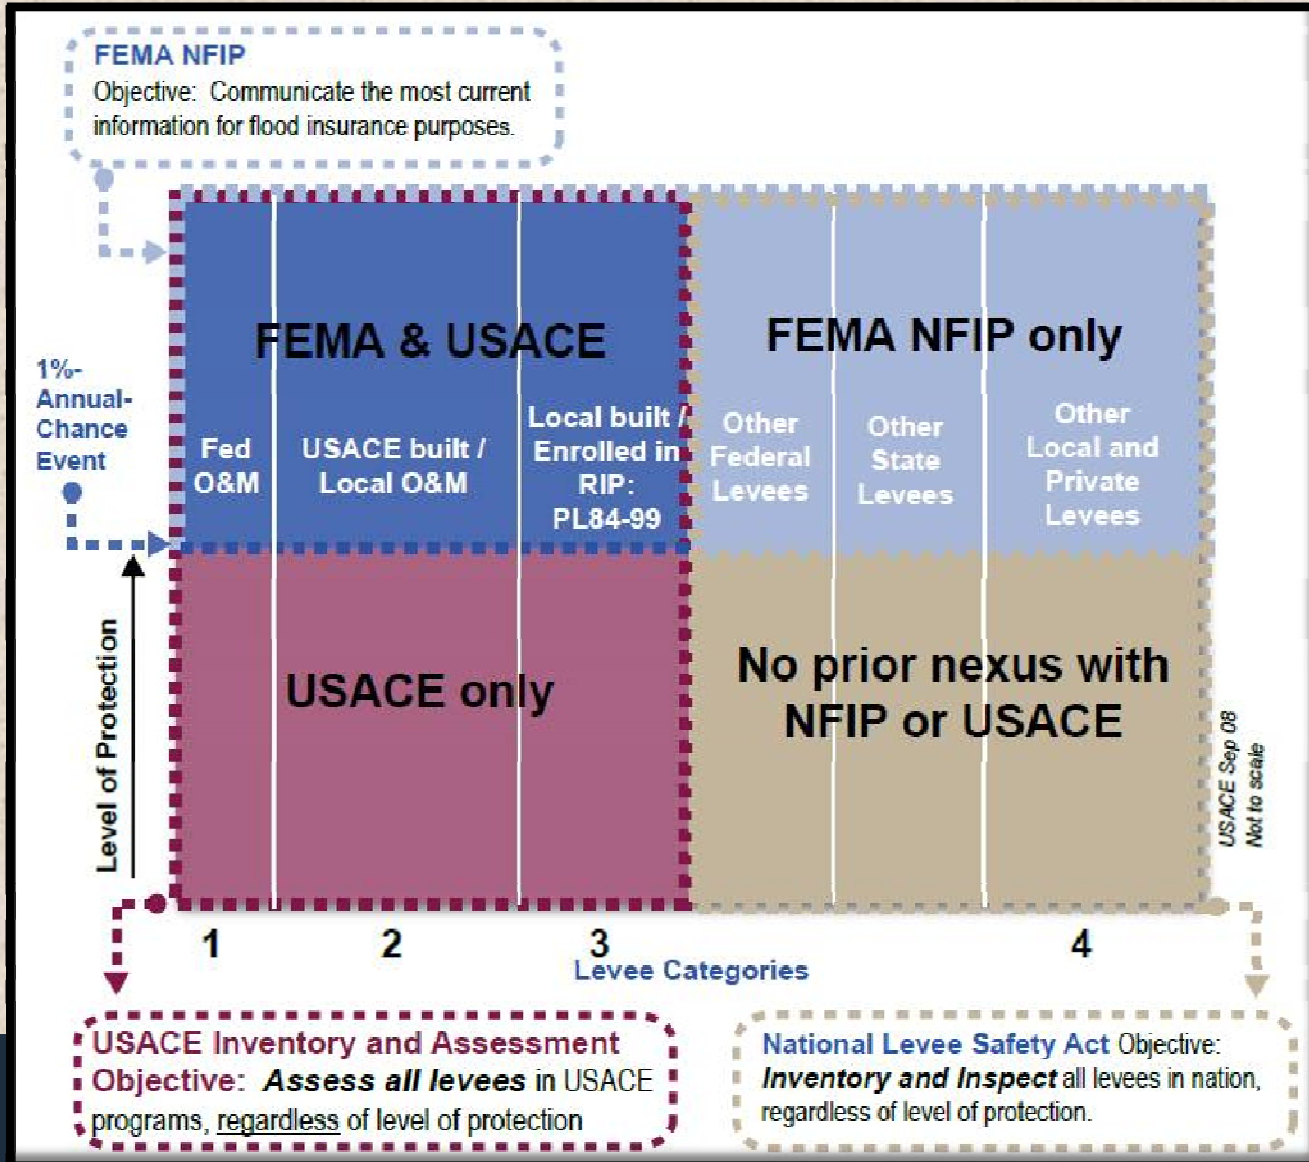 FEMA NFIP
Objective: Communicate the most current
information for flood insurance purposes.
FEMA & USACE
FEMA NFIP only
1%-
Annual-
Chance
Event
Fed
O&M
USACE built /
Local O&M
Local built /
Enrolled in
RIP:
PL84-99
Other
Federal
Levees
Other
State
Levees
Other
Local and
Private
Levees
Level of Protection
USACE only
No prior nexus with
NFIP or USACE
USACE Sep 08
Not to scale
1
2
3
4
Levee Categories
USACE Inventory and Assessment
Objective: Assess all levees in USACE
programs, regardless of level of protection
National Levee Safety Act Objective:
Inventory and Inspect all levees in nation,
regardless of level of protection.